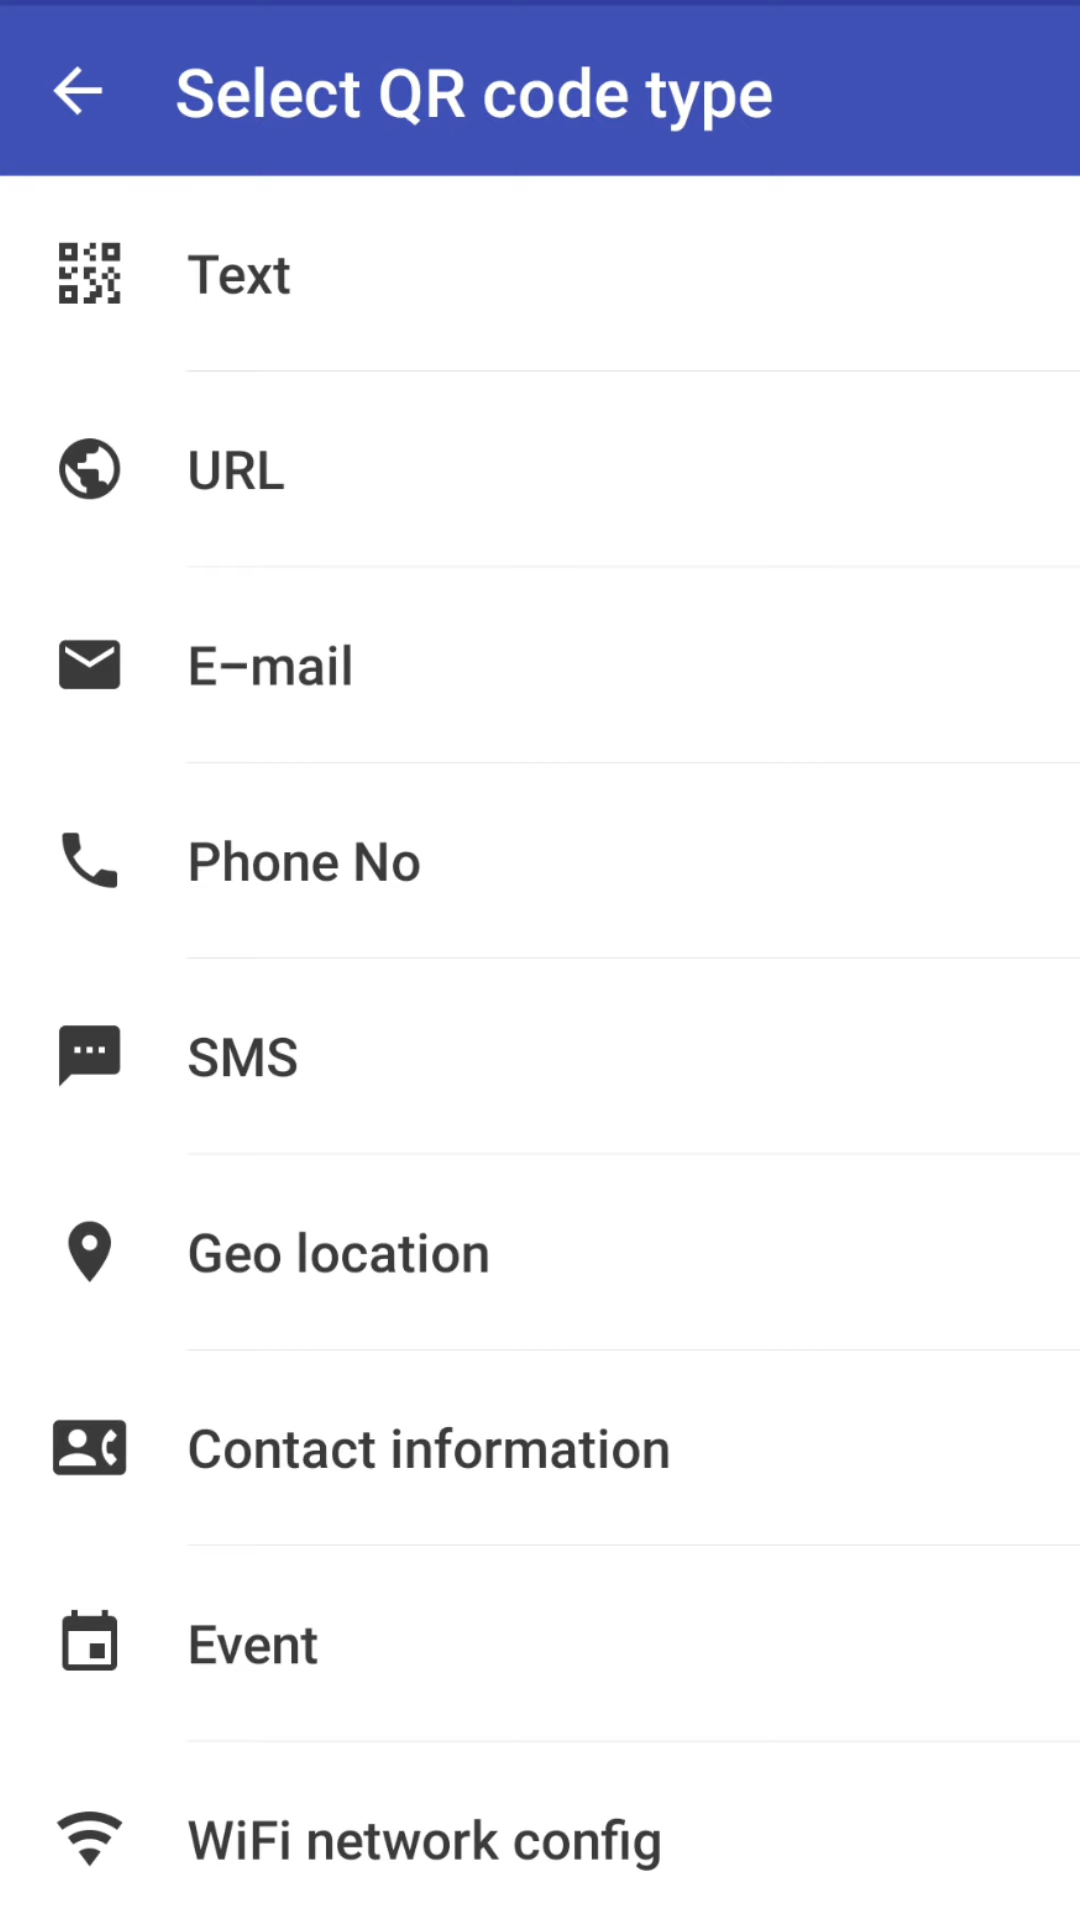 Select QR code type
Text
URL
E-mail
Phone No
SMS
Geo location
Contact information
Event
WiFi network config